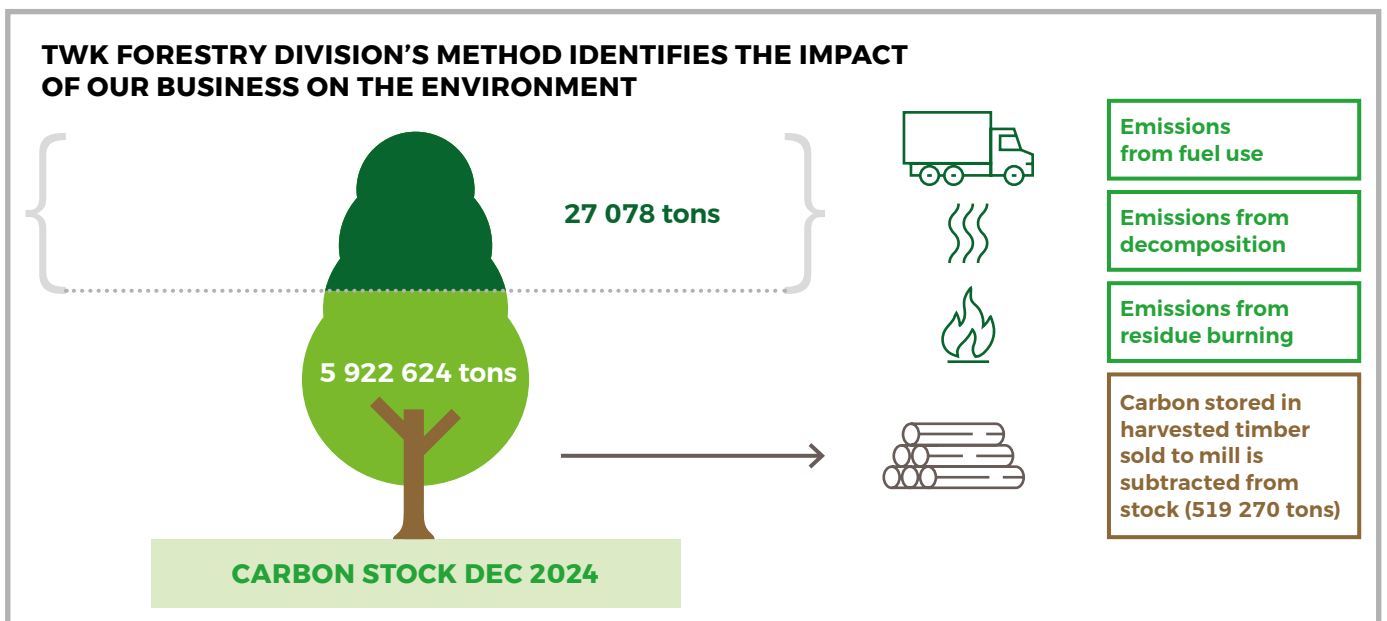 TWK FORESTRY DIVISION’S METHOD IDENTIFIES THE IMPACT
OF OUR BUSINESS ON THE ENVIRONMENT
27 078 tons
5 922 624 tons
CARBON STOCK DEC 2024
Emissions
from fuel use
Emissions from
decomposition
Emissions from
residue burning
Carbon stored in
harvested timber
sold to mill is
subtracted from
stock (519 270 tons)